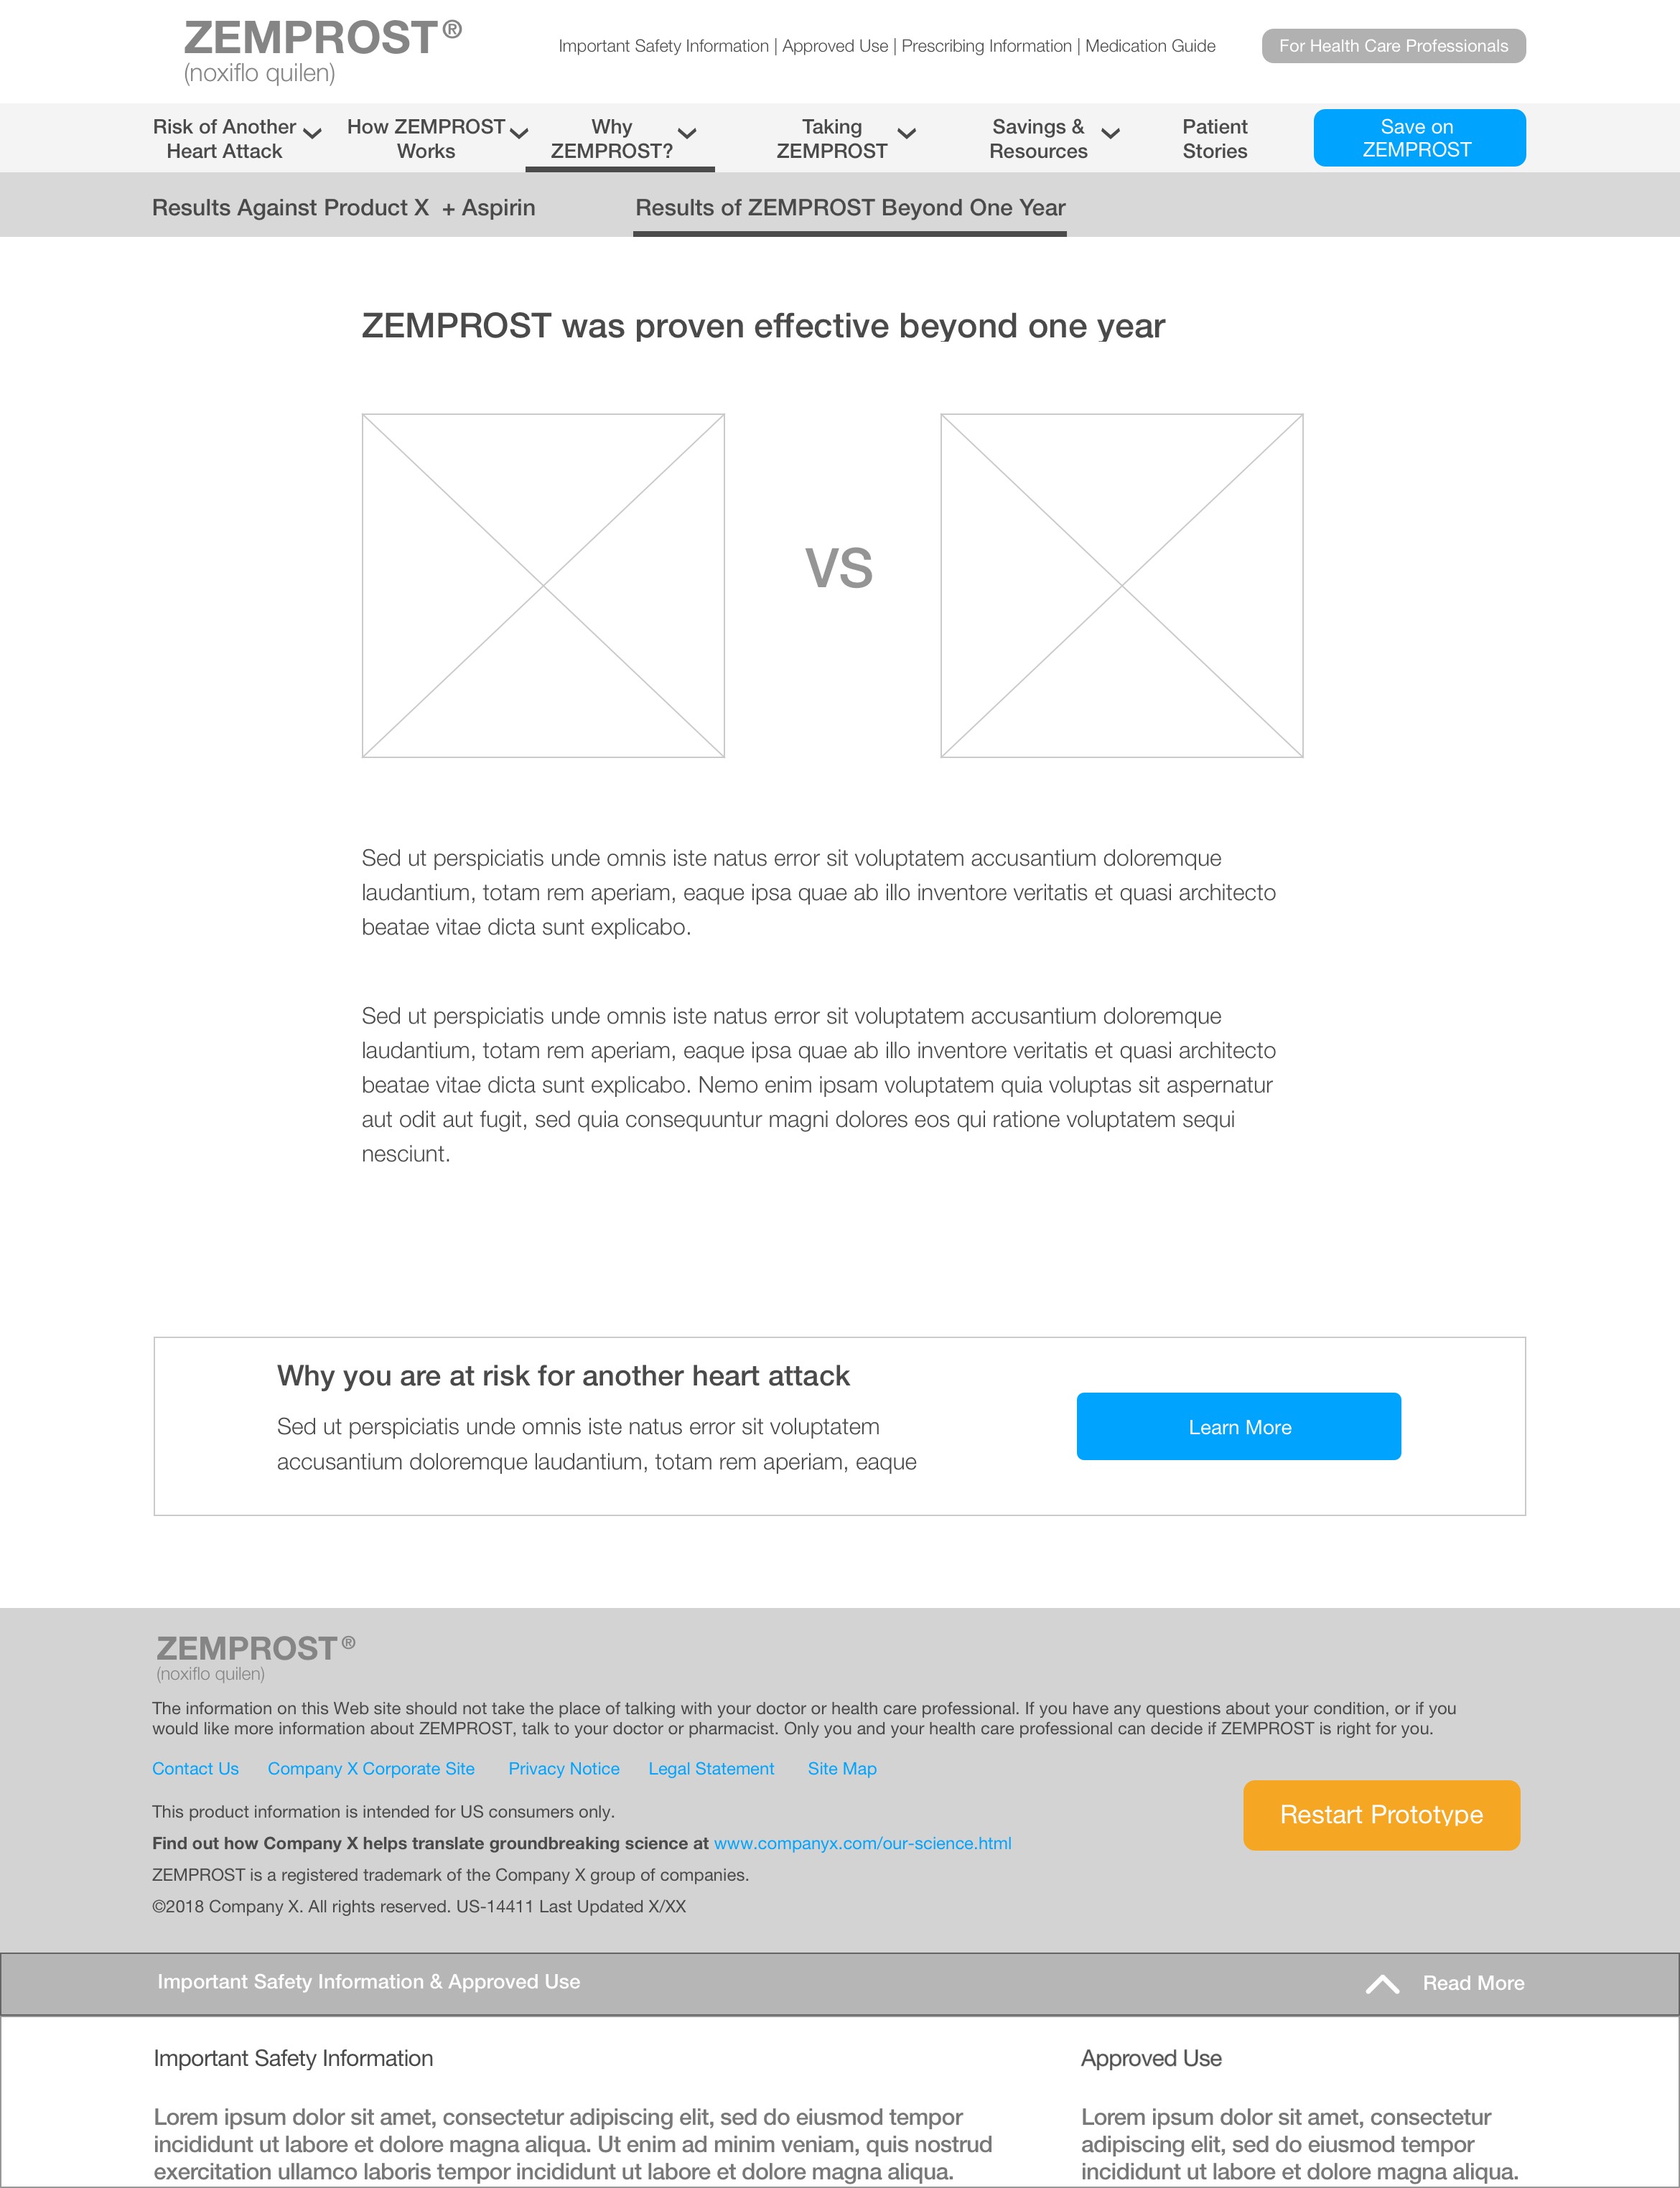 ZEMPROST®
(noxiflo quilen)
Important Safety Information | Approved Use | Prescribing Information | Medication Guide
For Health Care Professionals
Risk of Another
Heart Attack
How ZEMPROST
Works
Why
ZEMPROST?
Taking
ZEMPROST
Savings &
Resources
Patient
Stories
Save on
ZEMPROST
Results Against Product X + Aspirin
Results of ZEMPROST Beyond One Year
ZEMPROST was proven effective beyond one year
VS
Sed ut perspiciatis unde omnis iste natus error sit voluptatem accusantium doloremque
laudantium, totam rem aperiam, eaque ipsa quae ab illo inventore veritatis et quasi architecto
beatae vitae dicta sunt explicabo.
Sed ut perspiciatis unde omnis iste natus error sit voluptatem accusantium doloremque
laudantium, totam rem aperiam, eaque ipsa quae ab illo inventore veritatis et quasi architecto
beatae vitae dicta sunt explicabo. Nemo enim ipsam voluptatem quia voluptas sit aspernatur
aut odit aut fugit, sed quia consequuntur magni dolores eos qui ratione voluptatem sequi
nesciunt.
Why you are at risk for another heart attack
Sed ut perspiciatis unde omnis iste natus error sit voluptatem
accusantium doloremque laudantium, totam rem aperiam, eaque
Learn More
ZEMPROST®
(noxiflo quilen)
The information on this Web site should not take the place of talking with your doctor or health care professional. If you have any questions about your condition, or if you
would like more information about ZEMPROST, talk to your doctor or pharmacist. Only you and your health care professional can decide if ZEMPROST is right for you.
Contact Us Company X Corporate Site Privacy Notice Legal Statement Site Map
This product information is intended for US consumers only.
Find out how Company X helps translate groundbreaking science at www.companyx.com/our-science.html
ZEMPROST is a registered trademark of the Company X group of companies.
©2018 Company X. All rights reserved. US-14411 Last Updated X/XX
Restart Prototype
Important Safety Information & Approved Use
Read More
Important Safety Information
Lorem ipsum dolor sit amet, consectetur adipiscing elit, sed do eiusmod tempor
incididunt ut labore et dolore magna aliqua. Ut enim ad minim veniam, quis nostrud
exercitation ullamco laboris tempor incididunt ut labore et dolore magna aliqua.
Approved Use
Lorem ipsum dolor sit amet, consectetur
adipiscing elit, sed do eiusmod tempor
incididunt ut labore et dolore magna aliqua.